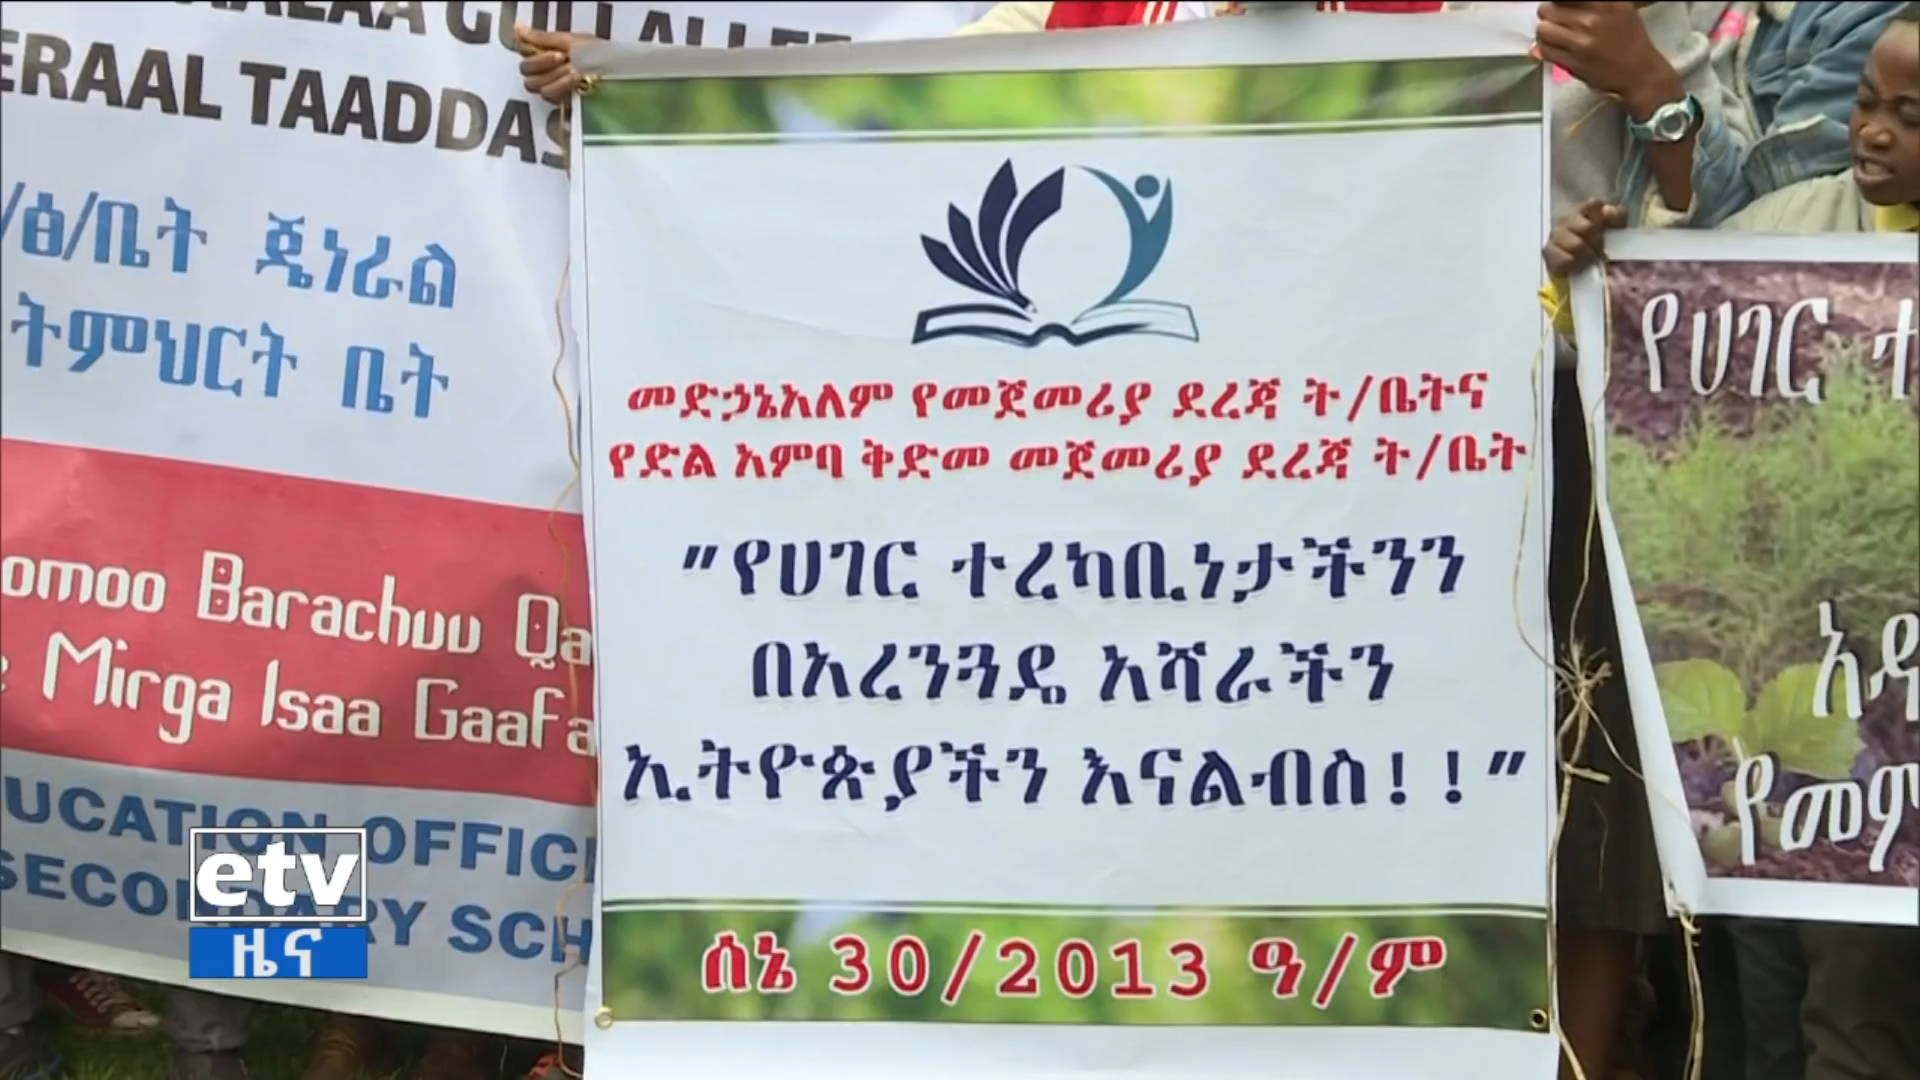 ERAAL TAADDAS
/ፅ/ቤት ጄነራል
ትምህርት ቤት
omoo Barachuu Qa
Mirga Isaa Gaafa
UCATION OFFIC
SECONDARY SCH
መድኃኔአለም የመጀመሪያ ደረጃ ት/ቤትና
የድል አምባ ቅድመ መጀመሪያ ደረጃ ት/ቤት
"የሀገር ተረካቢነታችንን
በአረንጓዴ አሻራችን
ኢትዮጵያችን እናልብስ!!"
ሰኔ 30/2013 ዓ/ም
የሀገር ተ
አዲ
የመም
etv
ዜና